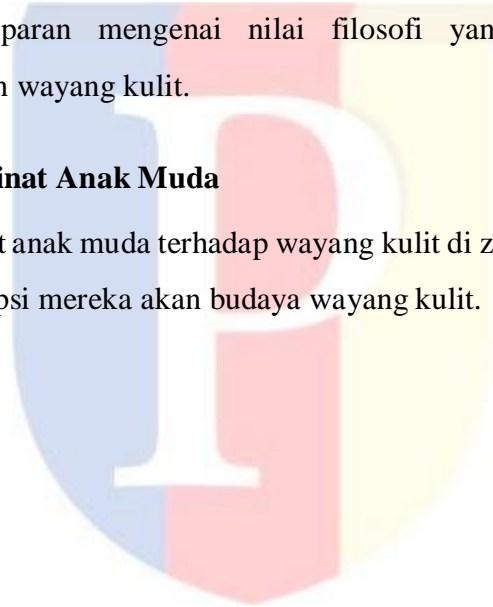 paran mengenai nilai filosofi yan
wayang kulit.
inat Anak Muda
anak muda terhadap wayang kulit di z
psi mereka akan budaya wayang kulit.
P